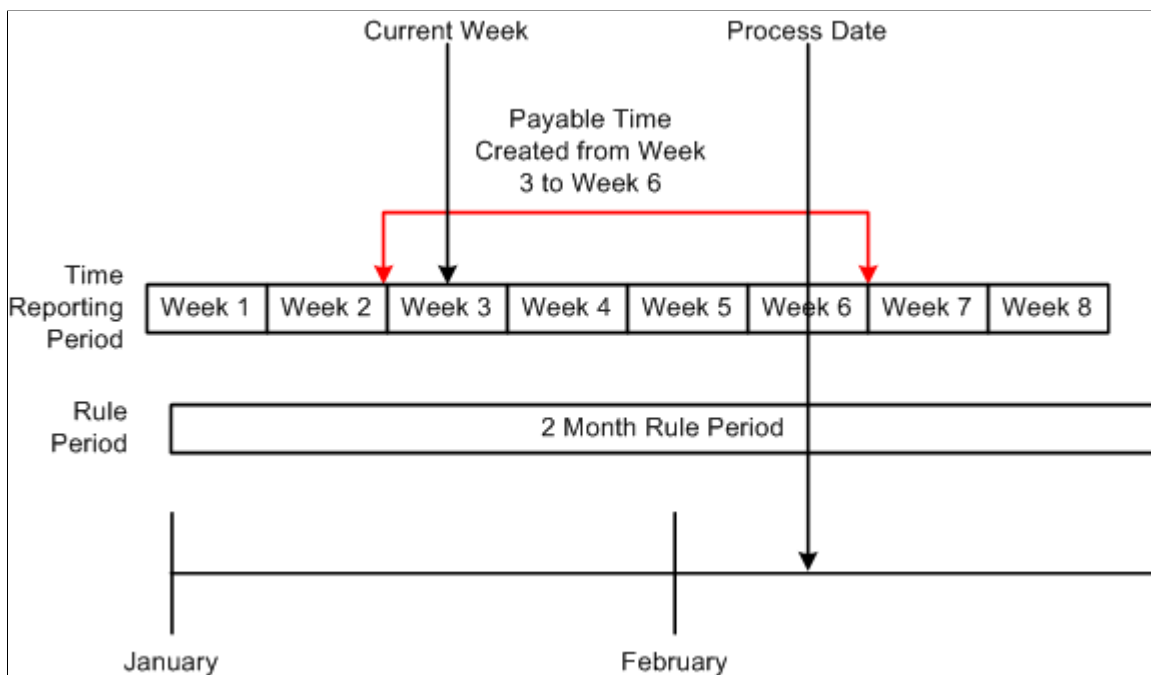 Current Week
Process Date
Payable Time
Created from Week
3 to Week 6
Time
Reporting
Period
Week 1
Week 2
Week 3
Week 4
Week 5
Week 6
Week 7
Week 8
Rule
Period
2 Month Rule Period
January
February